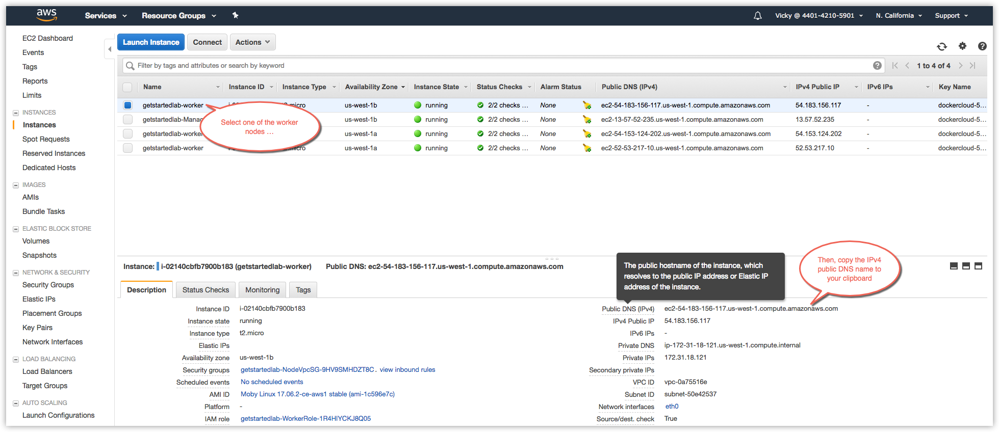 aws Services Resource Groups Vicky @ 4401-4210-5901 N. California Support
EC2 Dashboard
Events
Tags
Reports
Limits
INSTANCES
Instances
Spot Requests
Reserved Instances
Dedicated Hosts
IMAGES
AMIs
Bundle Tasks
ELASTIC BLOCK STORE
Volumes
Snapshots
NETWORK & SECURITY
Security Groups
Elastic IPs
Placement Groups
Key Pairs
Network Interfaces
LOAD BALANCING
Load Balancers
Target Groups
AUTO SCALING
Launch Configurations
Launch Instance Connect Actions
Filter by tags and attributes or search by keyword 1 to 4 of 4
Name Instance ID Instance Type Availability Zone Instance State Status Checks Alarm Status Public DNS (IPv4) IPv4 Public IP IPv6 IPs Key Name
getstartedlab-worker us-west-1b running 2/2 checks ... None ec2-54-183-156-117.us-west-1.compute.amazonaws.com 54.183.156.117 - dockercloud-5...
getstartedlab-Manag us-west-1b running 2/2 checks ... None ec2-13-57-52-235.us-west-1.compute.amazonaws.com 13.57.52.235 - dockercloud-5...
getstartedlab-worker us-west-1a running 2/2 checks ... None ec2-54-153-124-202.us-west-1.compute.amazonaws.com 54.153.124.202 - dockercloud-5...
getstartedlab-worker us-west-1a running 2/2 checks ... None ec2-52-53-217-10.us-west-1.compute.amazonaws.com 52.53.217.10 - dockercloud-5...
Select one of the worker
nodes ...
Instance: i-02140cbfb7900b183 (getstartedlab-worker) Public DNS: ec2-54-183-156-117.us-west-1.compute.amazonaws.com
The public hostname of the instance, which
resolves to the public IP address or Elastic IP
address of the instance.
Then, copy the IPv4
public DNS name to
your clipboard
Description Status Checks Monitoring Tags
Instance ID i-02140cbfb7900b183
Instance state running
Instance type t2.micro
Elastic IPs
Availability zone us-west-1b
Security groups getstartedlab-NodeVpcSG-9HV9SMHDZT8C. view inbound rules
Scheduled events No scheduled events
AMI ID Moby Linux 17.06.2-ce-aws1 stable (ami-1c596e7c)
Platform -
IAM role getstartedlab-WorkerRole-1R4HIYCKJ8Q05
Public DNS (IPv4) ec2-54-183-156-117.us-west-1.compute.amazonaws.com
IPv4 Public IP 54.183.156.117
IPv6 IPs -
Private DNS ip-172-31-18-121.us-west-1.compute.internal
Private IPs 172.31.18.121
Secondary private IPs
VPC ID vpc-0a75516e
Subnet ID subnet-50e42537
Network interfaces eth0
Source/dest. check True